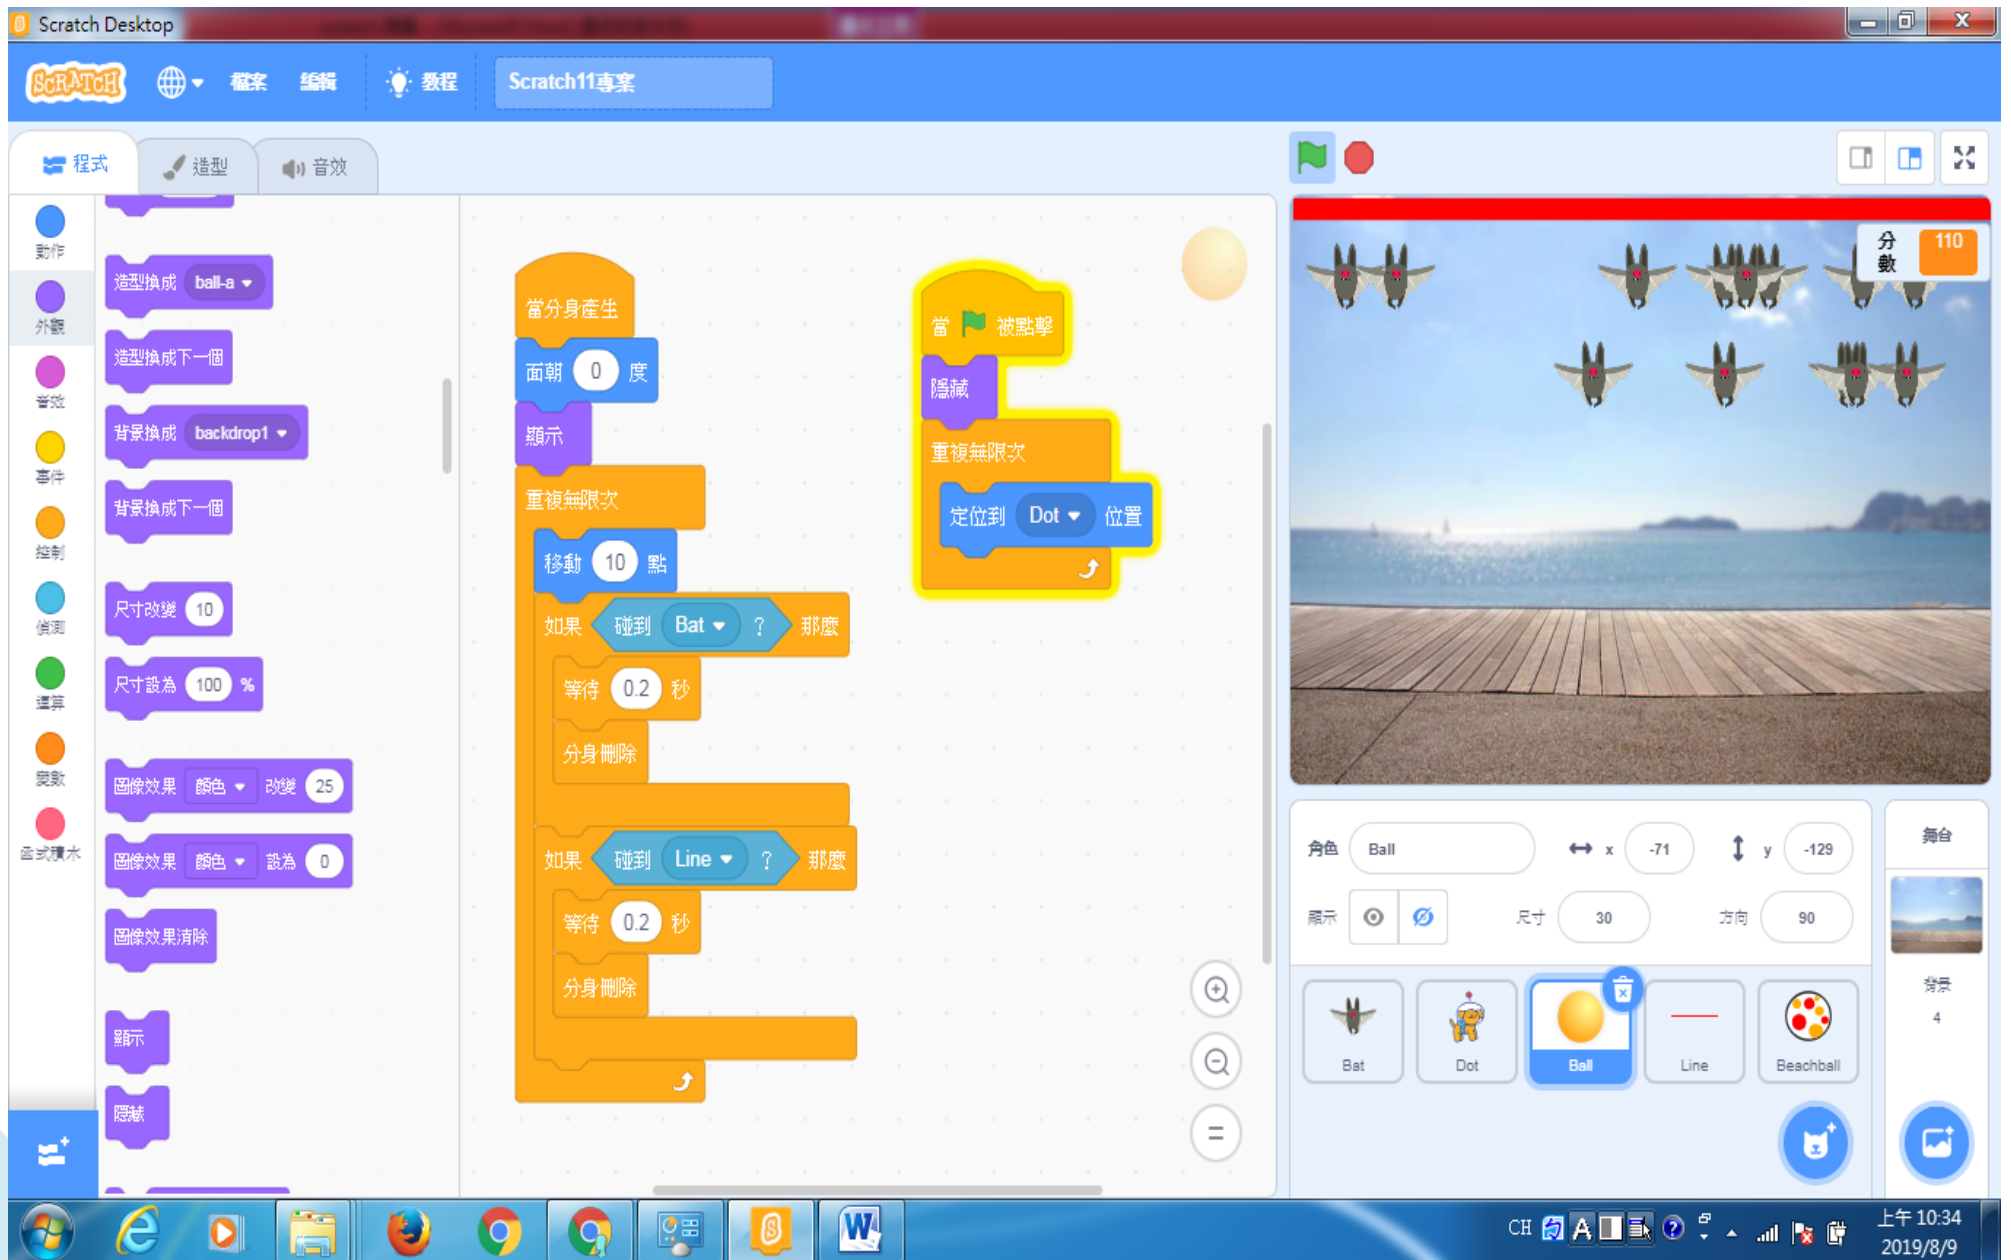 Scratch Desktop
SCRATCH
檔案
編輯
教程
Scratch11專案
程式
造型
音效
動作
外觀
音效
事件
控制
偵測
運算
變數
函式積木
造型換成 ball-a
造型換成下一個
背景換成 backdrop1
背景換成下一個
尺寸改變 10
尺寸設為 100 %
圖像效果 顏色 改變 25
圖像效果 顏色 設為 0
圖像效果清除
顯示
隱藏
當分身產生
面朝 0 度
顯示
重複無限次
移動 10 點
如果 碰到 Bat ? 那麼
等待 0.2 秒
分身刪除
如果 碰到 Line ? 那麼
等待 0.2 秒
分身刪除
當 被點擊
隱藏
重複無限次
定位到 Dot 位置
分數 110
角色 Ball x -71 y -129
顯示 尺寸 30 方向 90
Bat
Dot
Ball
Line
Beachball
舞台
背景
4
CH
A
上午 10:34
2019/8/9